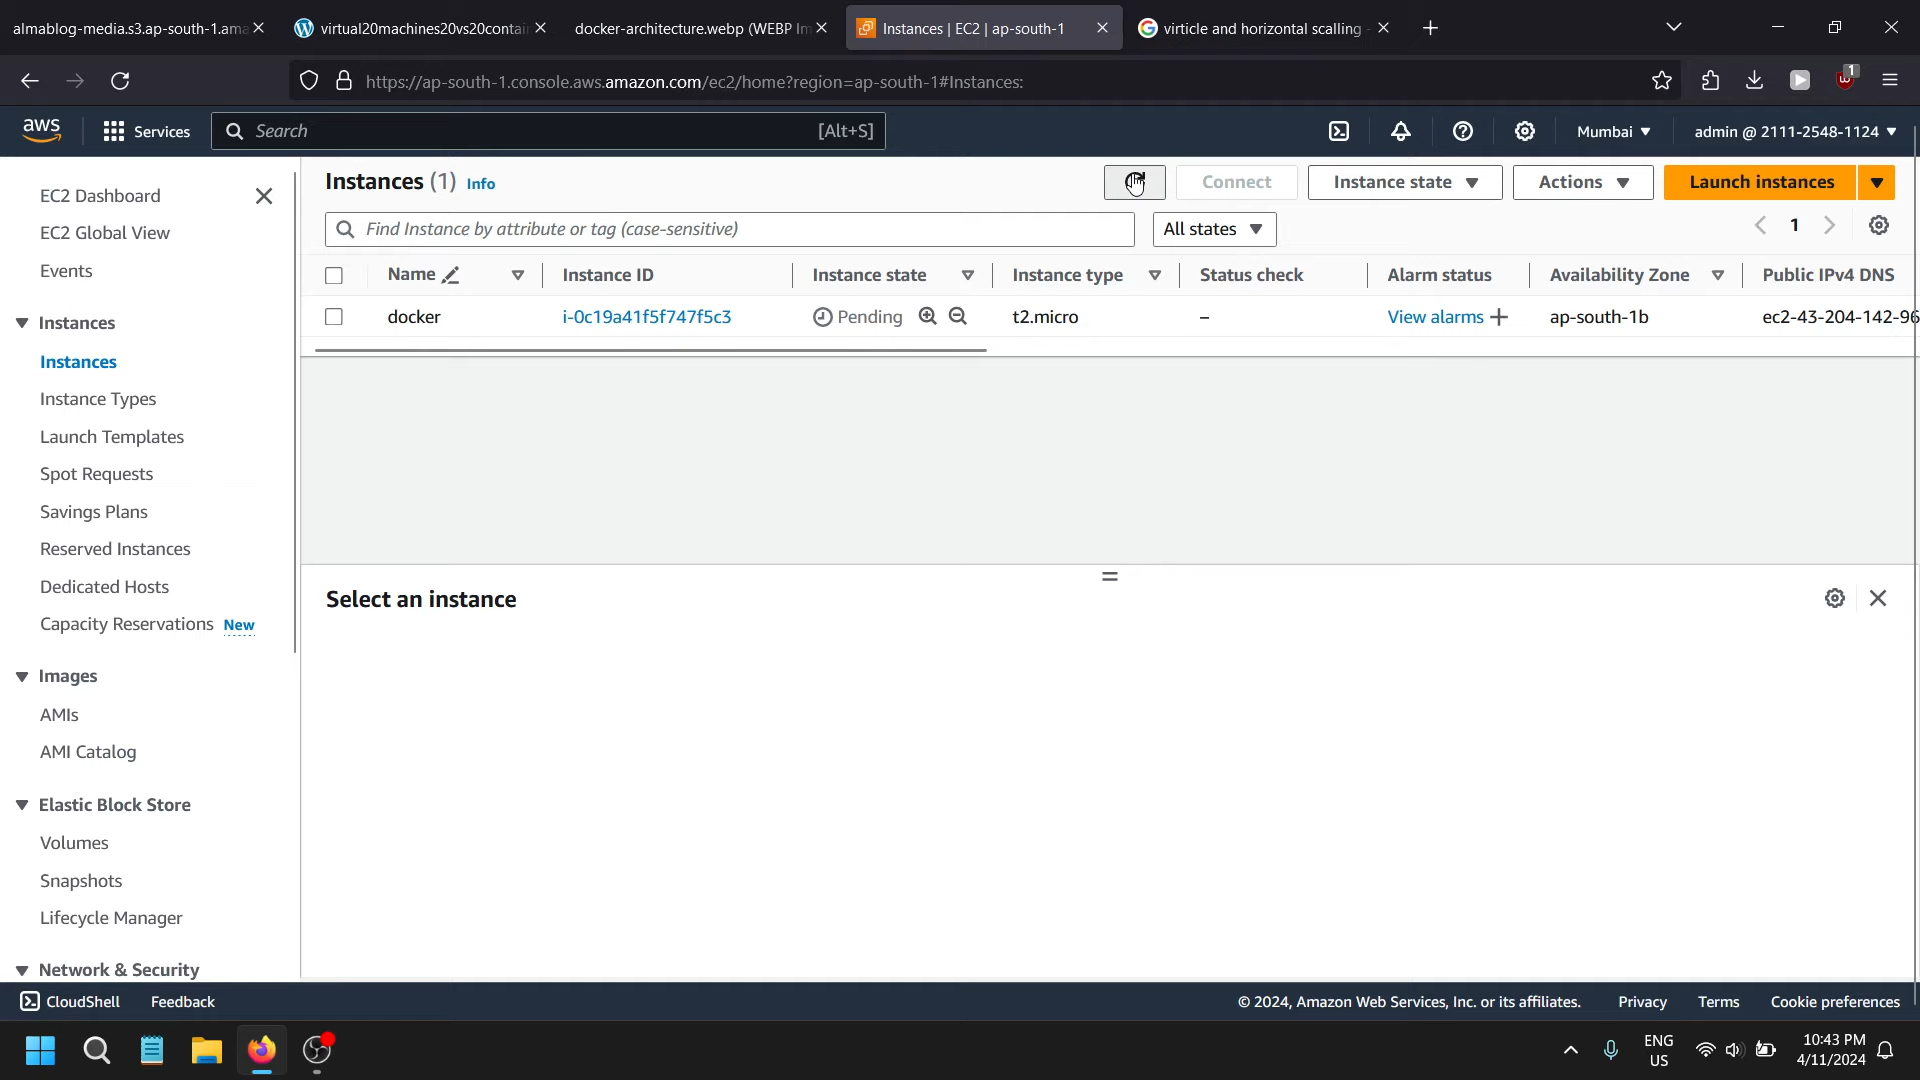 almablog-media.s3.ap-south-1.ama
virtual20machines20vs20contai
docker-architecture.webp (WEBP Im
Instances | EC2 | ap-south-1
virticle and horizontal scalling -
https://ap-south-1.console.aws.amazon.com/ec2/home?region=ap-south-1#Instances:
1
aws
Services
Search
[Alt+S]
Mumbai
admin @ 2111-2548-1124
EC2 Dashboard
EC2 Global View
Events
Instances
Instances
Instance Types
Launch Templates
Spot Requests
Savings Plans
Reserved Instances
Dedicated Hosts
Capacity Reservations New
Images
AMIs
AMI Catalog
Elastic Block Store
Volumes
Snapshots
Lifecycle Manager
Network & Security
Instances (1) Info
Connect
Instance state
Actions
Launch instances
Find Instance by attribute or tag (case-sensitive)
All states
1
Name
Instance ID
Instance state
Instance type
Status check
Alarm status
Availability Zone
Public IPv4 DNS
docker
i-0c19a41f5f747f5c3
Pending
t2.micro
–
View alarms
ap-south-1b
ec2-43-204-142-96
Select an instance
CloudShell
Feedback
© 2024, Amazon Web Services, Inc. or its affiliates.
Privacy
Terms
Cookie preferences
ENG
US
10:43 PM
4/11/2024